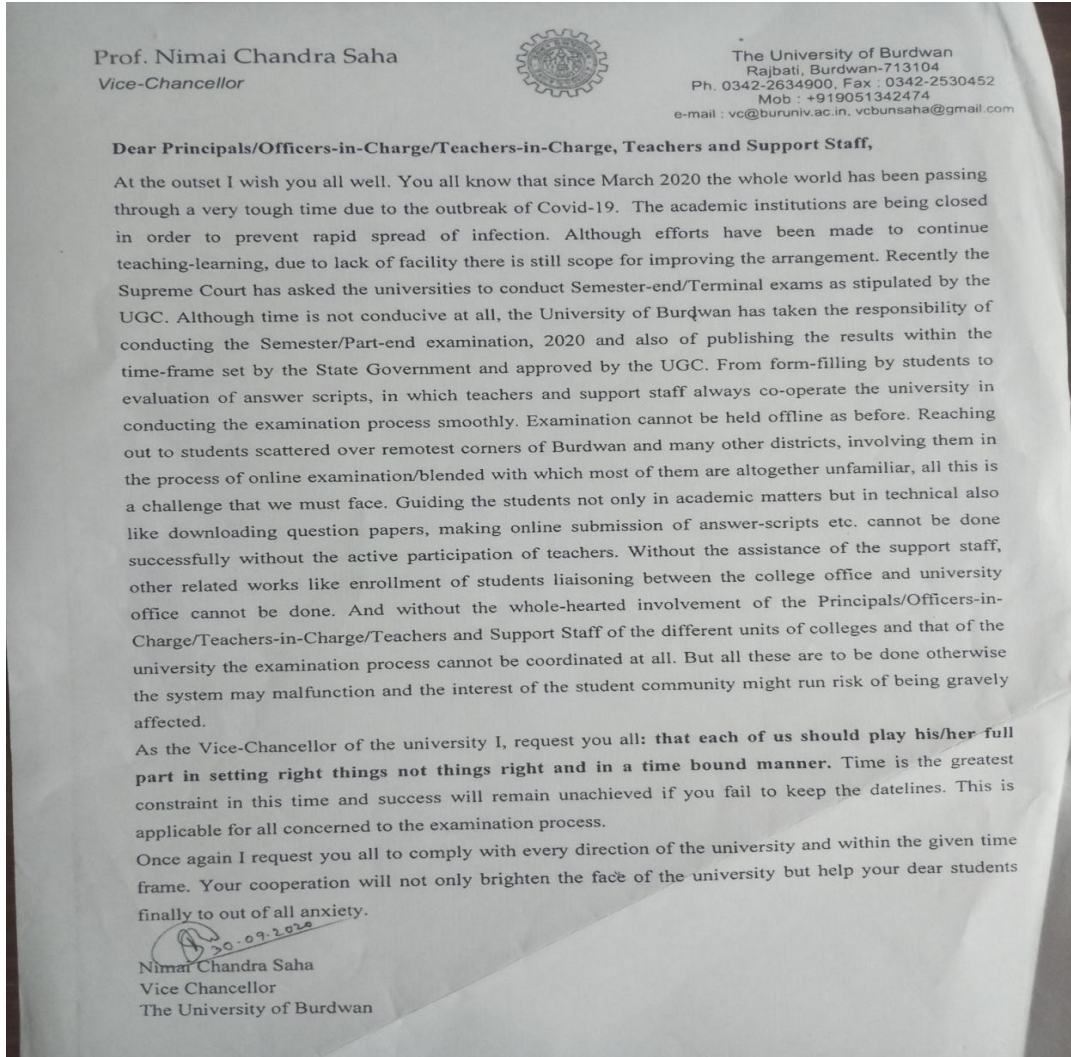 Prof. Nimai Chandra Saha
Vice-Chancellor
The University of Burdwan
Rajbati, Burdwan-713104
Ph. 0342-2634900, Fax : 0342-2530452
Mob : +919051342474
e-mail : vc@buruniv.ac.in, vcbunsaha@gmail.com
Dear Principals/Officers-in-Charge/Teachers-in-Charge, Teachers and Support Staff,
At the outset I wish you all well. You all know that since March 2020 the whole world has been passing
through a very tough time due to the outbreak of Covid-19. The academic institutions are being closed
in order to prevent rapid spread of infection. Although efforts have been made to continue
teaching-learning, due to lack of facility there is still scope for improving the arrangement. Recently the
Supreme Court has asked the universities to conduct Semester-end/Terminal exams as stipulated by the
UGC. Although time is not conducive at all, the University of Burdwan has taken the responsibility of
conducting the Semester/Part-end examination, 2020 and also of publishing the results within the
time-frame set by the State Government and approved by the UGC. From form-filling by students to
evaluation of answer scripts, in which teachers and support staff always co-operate the university in
conducting the examination process smoothly. Examination cannot be held offline as before. Reaching
out to students scattered over remotest corners of Burdwan and many other districts, involving them in
the process of online examination/blended with which most of them are altogether unfamiliar, all this is
a challenge that we must face. Guiding the students not only in academic matters but in technical also
like downloading question papers, making online submission of answer-scripts etc. cannot be done
successfully without the active participation of teachers. Without the assistance of the support staff,
other related works like enrollment of students liaisoning between the college office and university
office cannot be done. And without the whole-hearted involvement of the Principals/Officers-in-
Charge/Teachers-in-Charge/Teachers and Support Staff of the different units of colleges and that of the
university the examination process cannot be coordinated at all. But all these are to be done otherwise
the system may malfunction and the interest of the student community might run risk of being gravely
affected.
As the Vice-Chancellor of the university I, request you all: that each of us should play his/her full
part in setting right things not things right and in a time bound manner. Time is the greatest
constraint in this time and success will remain unachieved if you fail to keep the datelines. This is
applicable for all concerned to the examination process.
Once again I request you all to comply with every direction of the university and within the given time
frame. Your cooperation will not only brighten the face of the university but help your dear students
finally to out of all anxiety.
30-09-2020
Nimai Chandra Saha
Vice Chancellor
The University of Burdwan